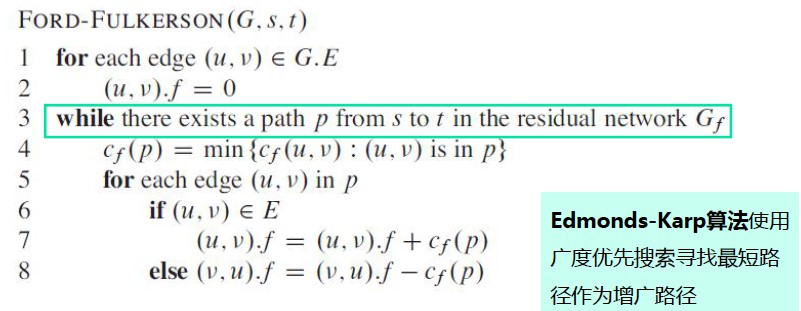 FORD-FULKERSON(G, s, t)
1 for each edge (u, v) ∈ G.E
2 (u, v).f = 0
3 while there exists a path p from s to t in the residual network G_f
4 c_f(p) = min {c_f(u, v) : (u, v) is in p}
5 for each edge (u, v) in p
6 if (u, v) ∈ E
7 (u, v).f = (u, v).f + c_f(p)
8 else (v, u).f = (v, u).f − c_f(p)
Edmonds-Karp算法使用
广度优先搜索寻找最短路
径作为增广路径